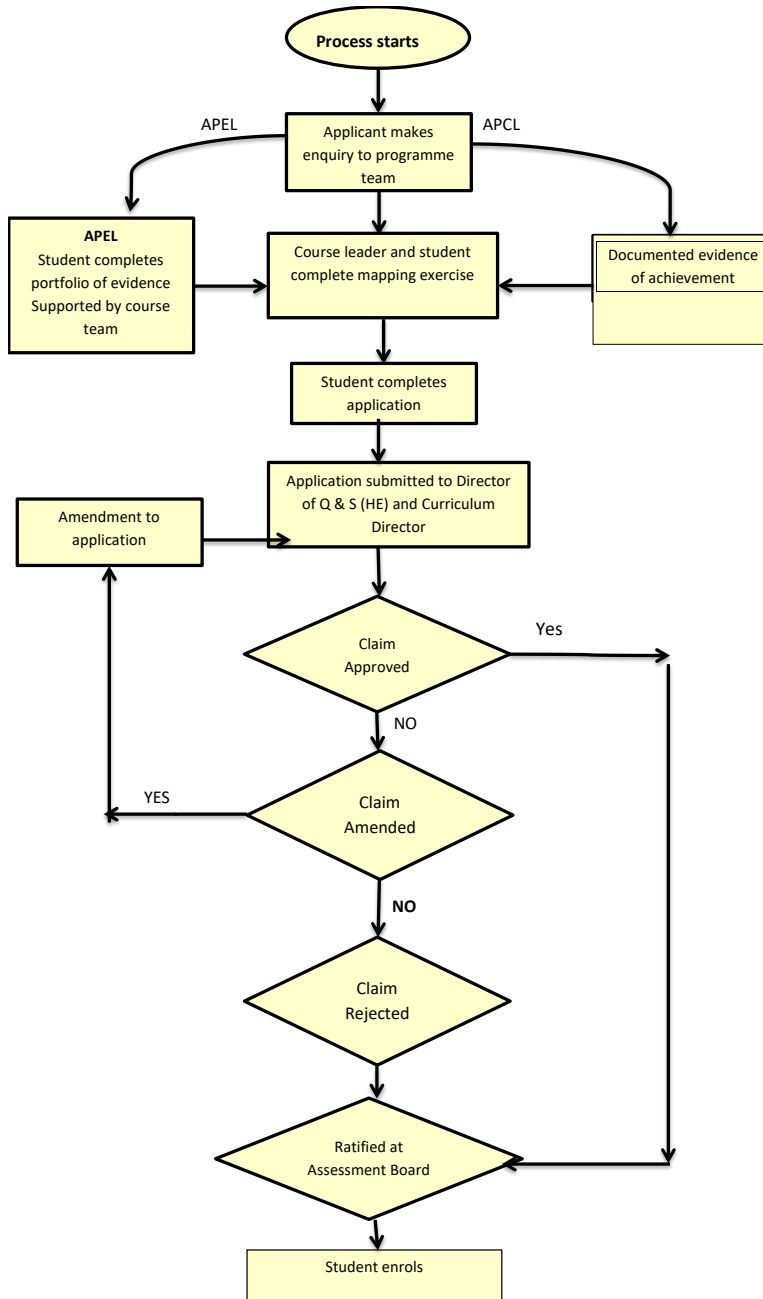 Process starts
APEL
APCL
Applicant makes
enquiry to programme
team
APEL
Student completes
portfolio of evidence
Supported by course
team
Course leader and student
complete mapping exercise
Documented evidence
of achievement
Student completes
application
Application submitted to Director
of Q & S (HE) and Curriculum
Director
Amendment to
application
Claim
Approved
Yes
NO
YES
Claim
Amended
NO
Claim
Rejected
Ratified at
Assessment Board
Student enrols